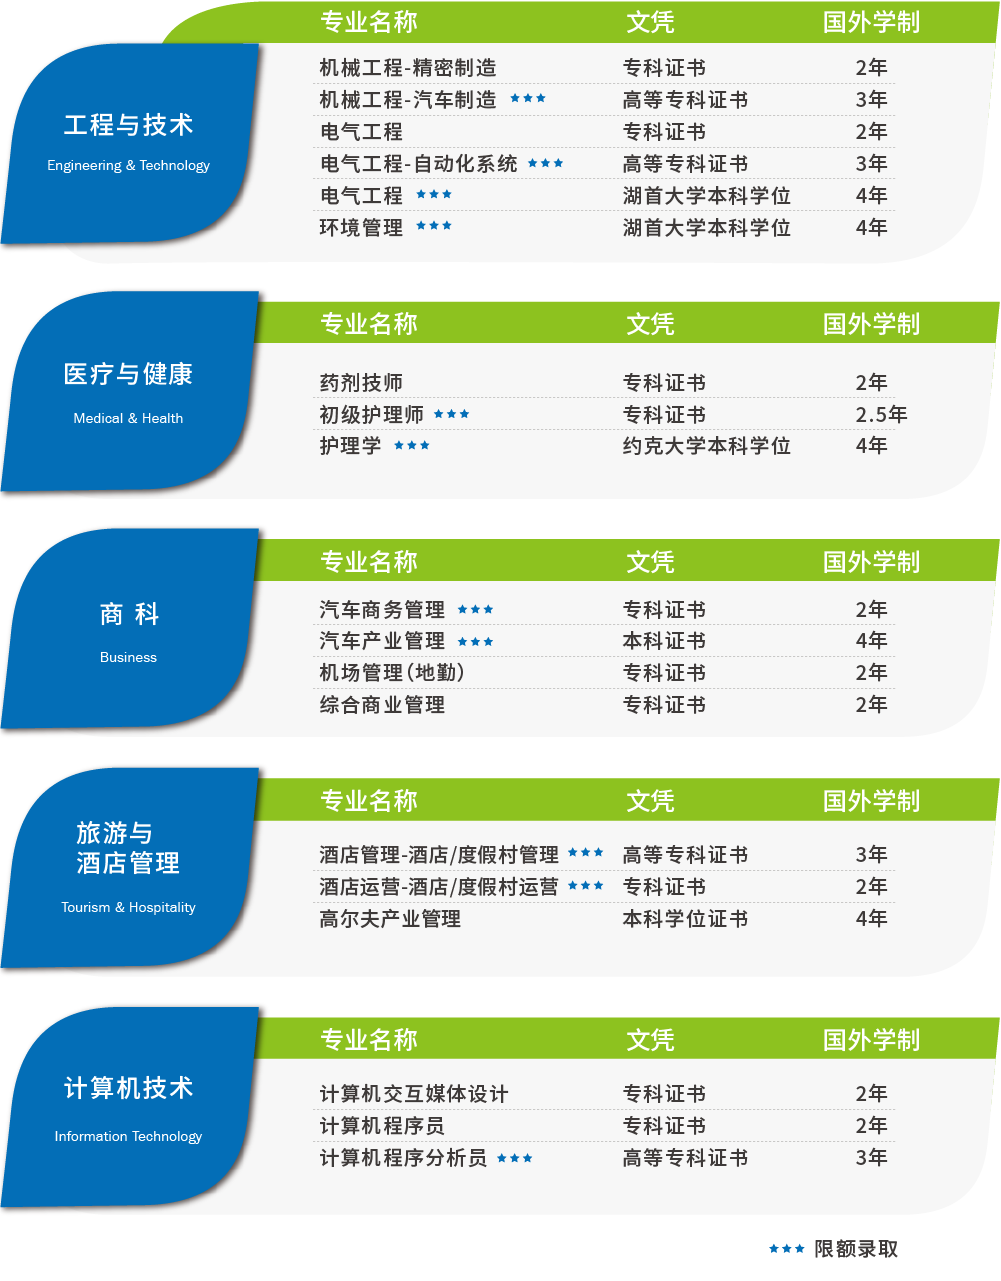 专业名称 文凭 国外学制
工程与技术
Engineering & Technology
机械工程-精密制造 专科证书 2年
机械工程-汽车制造 ★★★ 高等专科证书 3年
电气工程 专科证书 2年
电气工程-自动化系统 ★★★ 高等专科证书 3年
电气工程 ★★★ 湖首大学本科学位 4年
环境管理 ★★★ 湖首大学本科学位 4年
专业名称 文凭 国外学制
医疗与健康
Medical & Health
药剂技师 专科证书 2年
初级护理师 ★★★ 专科证书 2.5年
护理学 ★★★ 约克大学本科学位 4年
专业名称 文凭 国外学制
商 科
Business
汽车商务管理 ★★★ 专科证书 2年
汽车产业管理 ★★★ 本科证书 4年
机场管理（地勤） 专科证书 2年
综合商业管理 专科证书 2年
专业名称 文凭 国外学制
旅游与
酒店管理
Tourism & Hospitality
酒店管理-酒店/度假村管理 ★★★ 高等专科证书 3年
酒店运营-酒店/度假村运营 ★★★ 专科证书 2年
高尔夫产业管理 本科学位证书 4年
专业名称 文凭 国外学制
计算机技术
Information Technology
计算机交互媒体设计 专科证书 2年
计算机程序员 专科证书 2年
计算机程序分析员 ★★★ 高等专科证书 3年
★★★ 限额录取